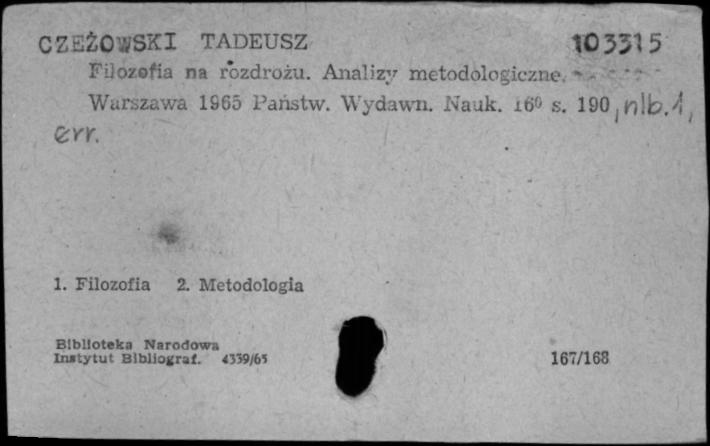 CZEŻOWSKI TADEUSZ 103315
Filozofia na rozdrożu. Analizy metodologiczne.
Warszawa 1965 Państw. Wydawn. Nauk. 16⁰ s. 190, nlb. 1,
err.
1. Filozofia 2. Metodologia
Biblioteka Narodowa
Instytut Bibliograf. 4339/65 167/168